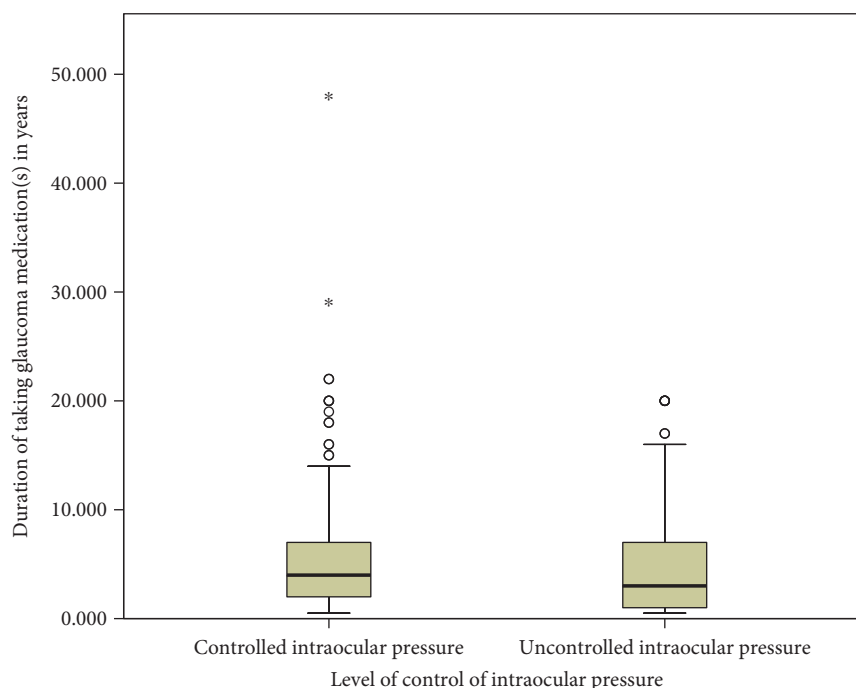 Duration of taking glaucoma medication(s) in years
50.000
40.000
30.000
20.000
10.000
0.000
Controlled intraocular pressure
Uncontrolled intraocular pressure
Level of control of intraocular pressure